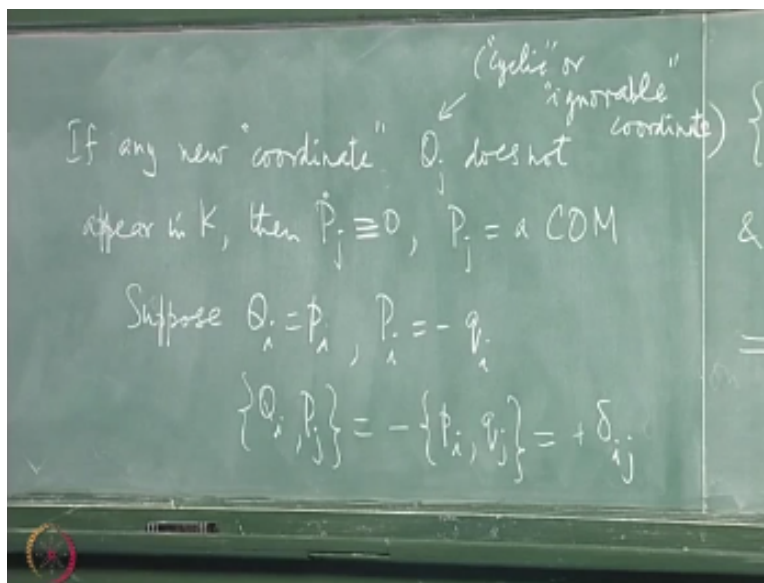 ("cyclic" or
"ignorable"
coordinate)
If any new "coordinate" Q_j does not
appear in K, then Ṗ_j ≡ 0, P_j = a COM
Suppose Q_i = p_i, P_i = - q_i
{Q_i, P_j} = - {p_i, q_j} = + δ_ij
{
&
=